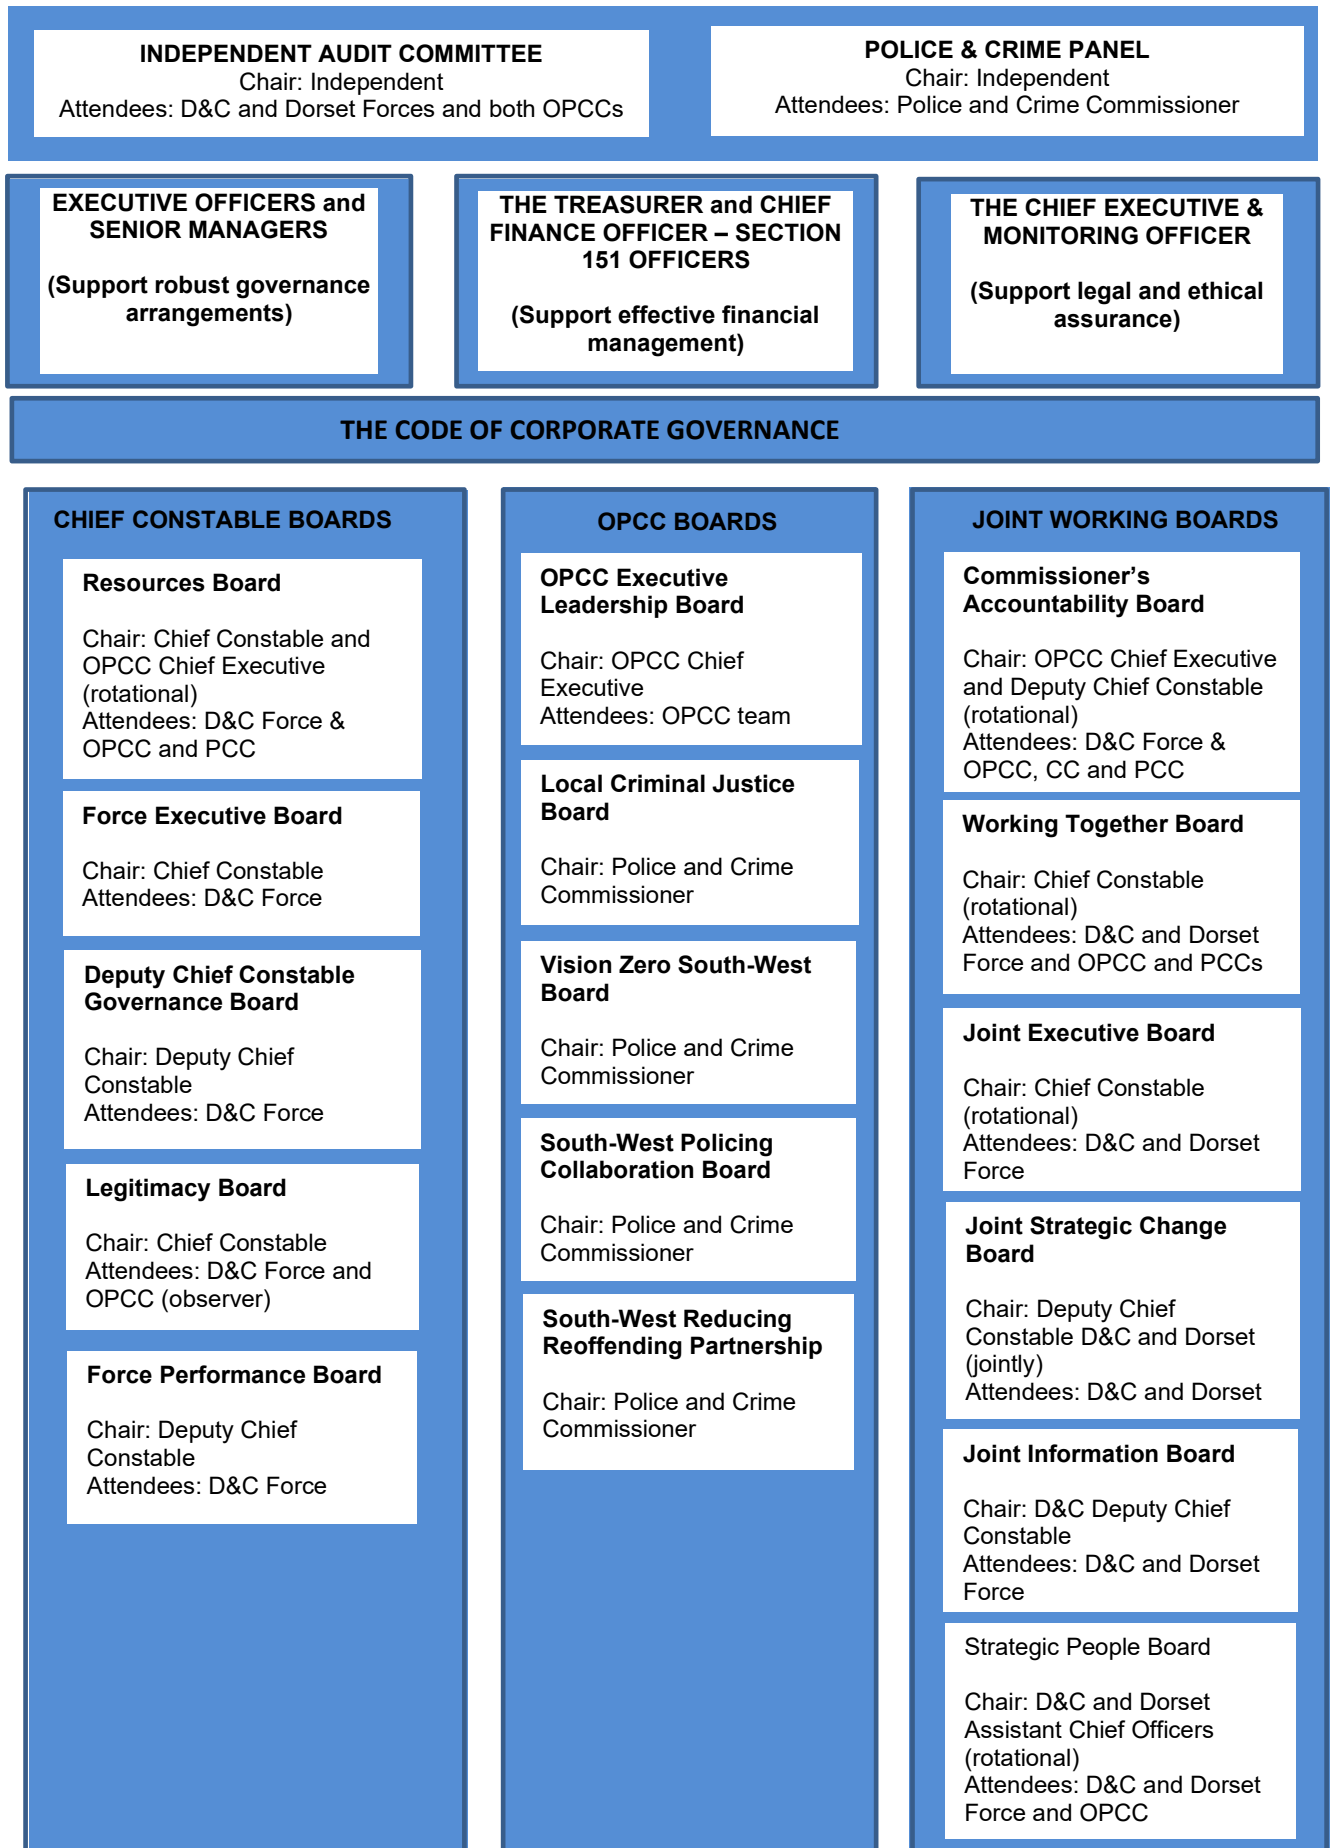 INDEPENDENT AUDIT COMMITTEE
Chair: Independent
Attendees: D&C and Dorset Forces and both OPCCs
POLICE & CRIME PANEL
Chair: Independent
Attendees: Police and Crime Commissioner
EXECUTIVE OFFICERS and
SENIOR MANAGERS
(Support robust governance
arrangements)
THE TREASURER and CHIEF
FINANCE OFFICER – SECTION
151 OFFICERS
(Support effective financial
management)
THE CHIEF EXECUTIVE &
MONITORING OFFICER
(Support legal and ethical
assurance)
THE CODE OF CORPORATE GOVERNANCE
CHIEF CONSTABLE BOARDS
Resources Board
Chair: Chief Constable and
OPCC Chief Executive
(rotational)
Attendees: D&C Force &
OPCC and PCC
Force Executive Board
Chair: Chief Constable
Attendees: D&C Force
Deputy Chief Constable
Governance Board
Chair: Deputy Chief
Constable
Attendees: D&C Force
Legitimacy Board
Chair: Chief Constable
Attendees: D&C Force and
OPCC (observer)
Force Performance Board
Chair: Deputy Chief
Constable
Attendees: D&C Force
OPCC BOARDS
OPCC Executive
Leadership Board
Chair: OPCC Chief
Executive
Attendees: OPCC team
Local Criminal Justice
Board
Chair: Police and Crime
Commissioner
Vision Zero South-West
Board
Chair: Police and Crime
Commissioner
South-West Policing
Collaboration Board
Chair: Police and Crime
Commissioner
South-West Reducing
Reoffending Partnership
Chair: Police and Crime
Commissioner
JOINT WORKING BOARDS
Commissioner's
Accountability Board
Chair: OPCC Chief Executive
and Deputy Chief Constable
(rotational)
Attendees: D&C Force &
OPCC, CC and PCC
Working Together Board
Chair: Chief Constable
(rotational)
Attendees: D&C and Dorset
Force and OPCC and PCCs
Joint Executive Board
Chair: Chief Constable
(rotational)
Attendees: D&C and Dorset
Force
Joint Strategic Change
Board
Chair: Deputy Chief
Constable D&C and Dorset
(jointly)
Attendees: D&C and Dorset
Joint Information Board
Chair: D&C Deputy Chief
Constable
Attendees: D&C and Dorset
Force
Strategic People Board
Chair: D&C and Dorset
Assistant Chief Officers
(rotational)
Attendees: D&C and Dorset
Force and OPCC